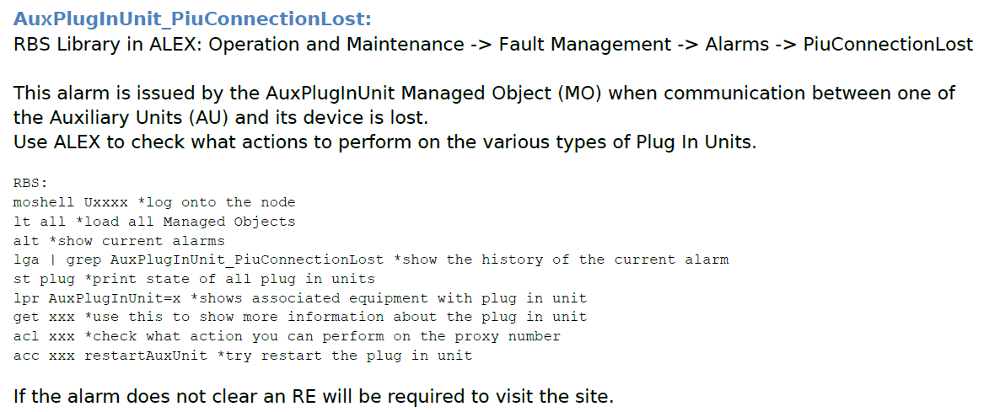 AuxPlugInUnit_PiuConnectionLost:
RBS Library in ALEX: Operation and Maintenance -> Fault Management -> Alarms -> PiuConnectionLost
This alarm is issued by the AuxPlugInUnit Managed Object (MO) when communication between one of
the Auxiliary Units (AU) and its device is lost.
Use ALEX to check what actions to perform on the various types of Plug In Units.
RBS:
moshell Uxxxx *log onto the node
lt all *load all Managed Objects
alt *show current alarms
lga | grep AuxPlugInUnit_PiuConnectionLost *show the history of the current alarm
st plug *print state of all plug in units
lpr AuxPlugInUnit=x *shows associated equipment with plug in unit
get xxx *use this to show more information about the plug in unit
acl xxx *check what action you can perform on the proxy number
acc xxx restartAuxUnit *try restart the plug in unit
If the alarm does not clear an RE will be required to visit the site.